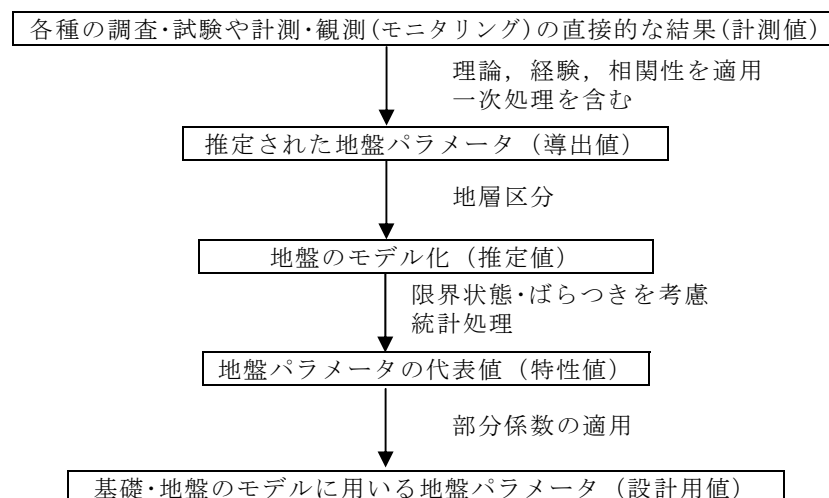 各種の調査・試験や計測・観測(モニタリング)の直接的な結果(計測値)
理論，経験，相関性を適用
一次処理を含む
推定された地盤パラメータ（導出値）
地層区分
地盤のモデル化（推定値）
限界状態・ばらつきを考慮
統計処理
地盤パラメータの代表値（特性値）
部分係数の適用
基礎・地盤のモデルに用いる地盤パラメータ（設計用値）